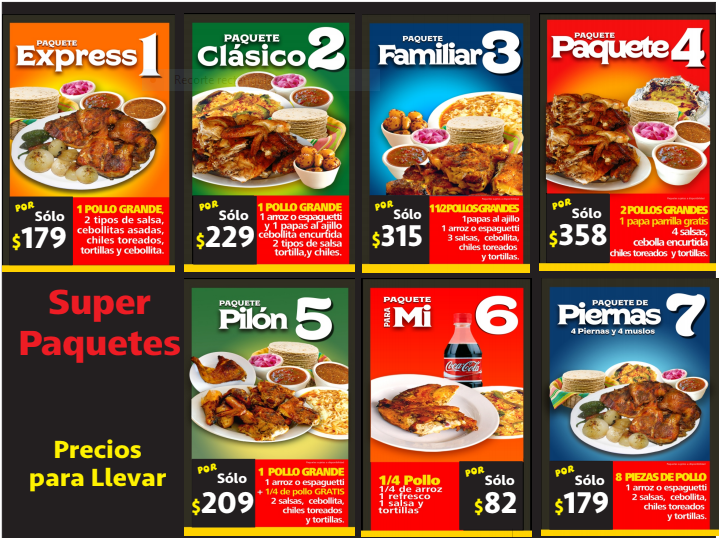 PAQUETE
Express 1
POR
Sólo
$179
1 POLLO GRANDE,
2 tipos de salsa,
cebollitas asadas,
chiles toreados,
tortillas y cebollita.
PAQUETE
Clásico 2
POR
Sólo
$229
1 POLLO GRANDE
1 arroz o espaguetti
y 1 papas al ajillo
cebollita encurtida
2 tipos de salsa
tortilla,y chiles.
PAQUETE
Familiar 3
POR
Sólo
$315
1 1/2 POLLOS GRANDES
1papas al ajillo
1 arroz o espaguetti
3 salsas, cebollita,
chiles toreados
y tortillas.
Paquete 4
POR
Sólo
$358
2 POLLOS GRANDES
1 papa parrilla gratis
4 salsas,
cebolla encurtida
chiles toreados y tortillas.
Super
Paquetes
Precios
para Llevar
PAQUETE
Pilón 5
POR
Sólo
$209
1 POLLO GRANDE
1 arroz o espaguetti
+ 1/4 de pollo GRATIS
2 salsas, cebollita,
chiles toreados
y tortillas.
PAQUETE
PARA Mi 6
Coca-Cola
1/4 Pollo
1/4 de arroz
1 refresco
1 salsa y
tortillas
POR
Sólo
$82
PAQUETE DE
Piernas 7
4 Piernas y 4 muslos
POR
Sólo
$179
8 PIEZAS DE POLLO
1 arroz o espaguetti
2 salsas, cebollita,
chiles toreados
y tortillas.